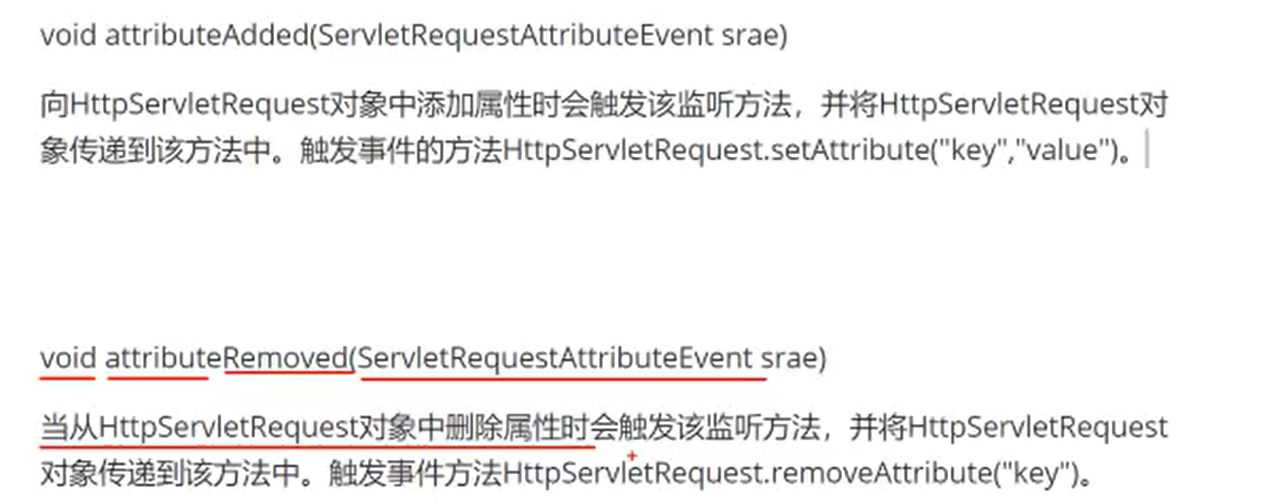 void attributeAdded(ServletRequestAttributeEvent srae)
向HttpServletRequest对象中添加属性时会触发该监听方法，并将HttpServletRequest对
象传递到该方法中。触发事件的方法HttpServletRequest.setAttribute("key","value")。
void attributeRemoved(ServletRequestAttributeEvent srae)
当从HttpServletRequest对象中删除属性时会触发该监听方法，并将HttpServletRequest
对象传递到该方法中。触发事件方法HttpServletRequest.removeAttribute("key")。